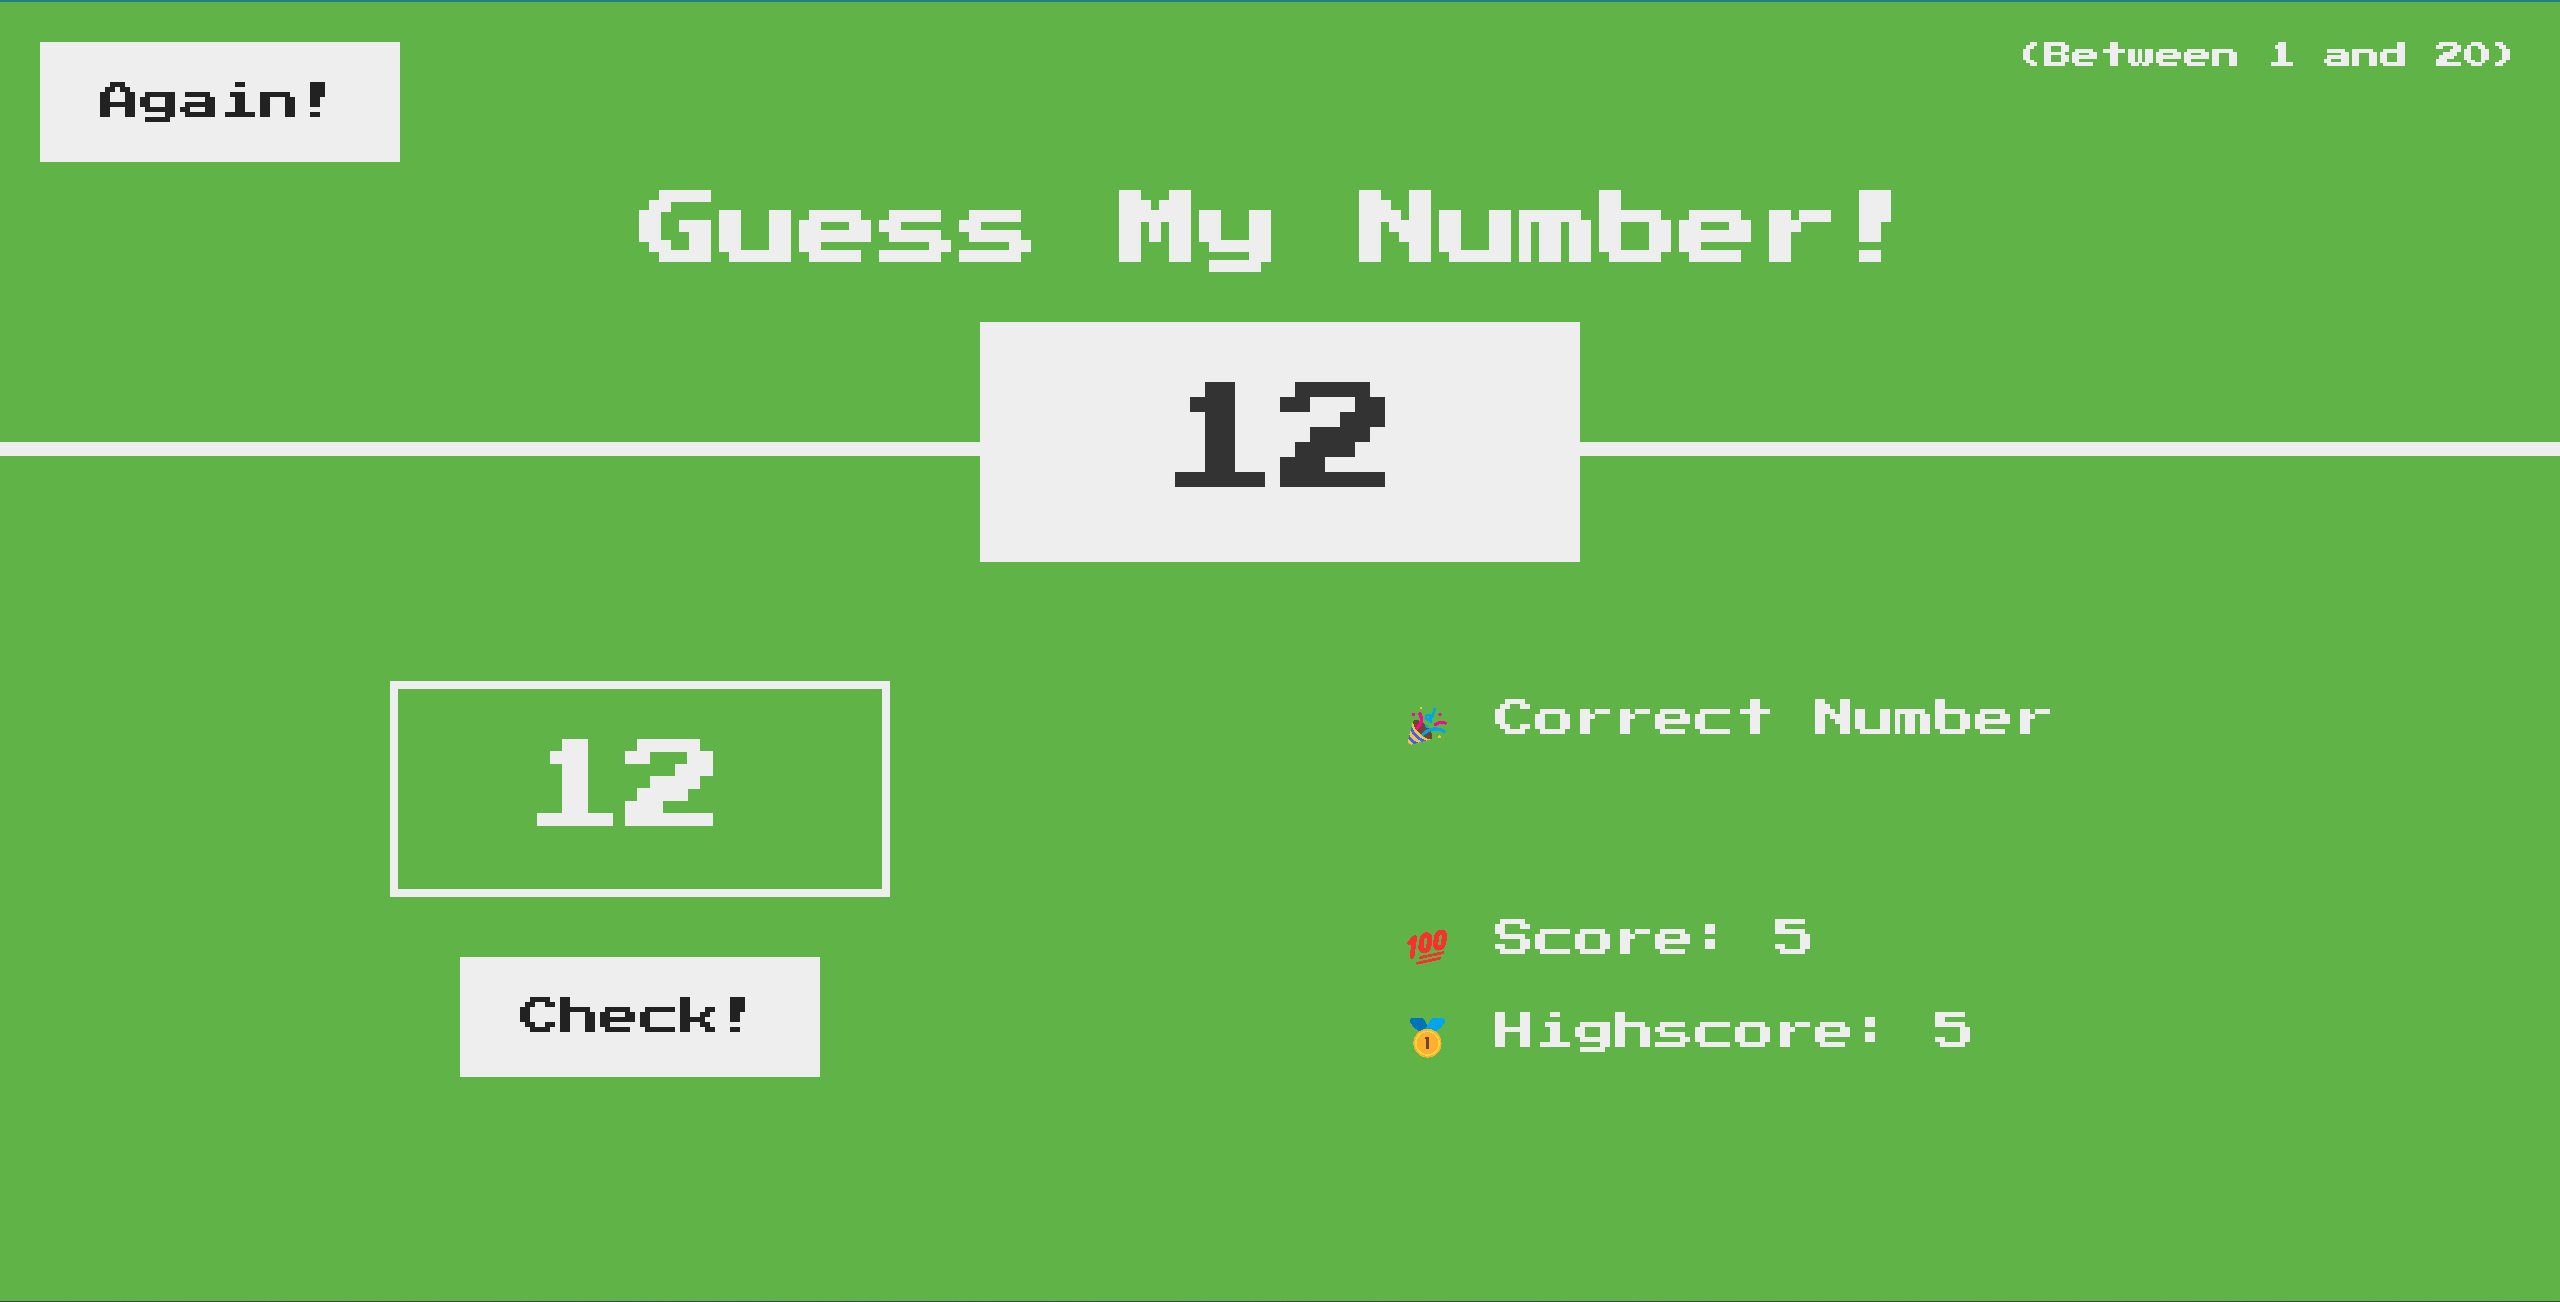 Again!
(Between 1 and 20)
Guess My Number!
12
12
Check!
🎉 Correct Number
💯 Score: 5
🥇 Highscore: 5